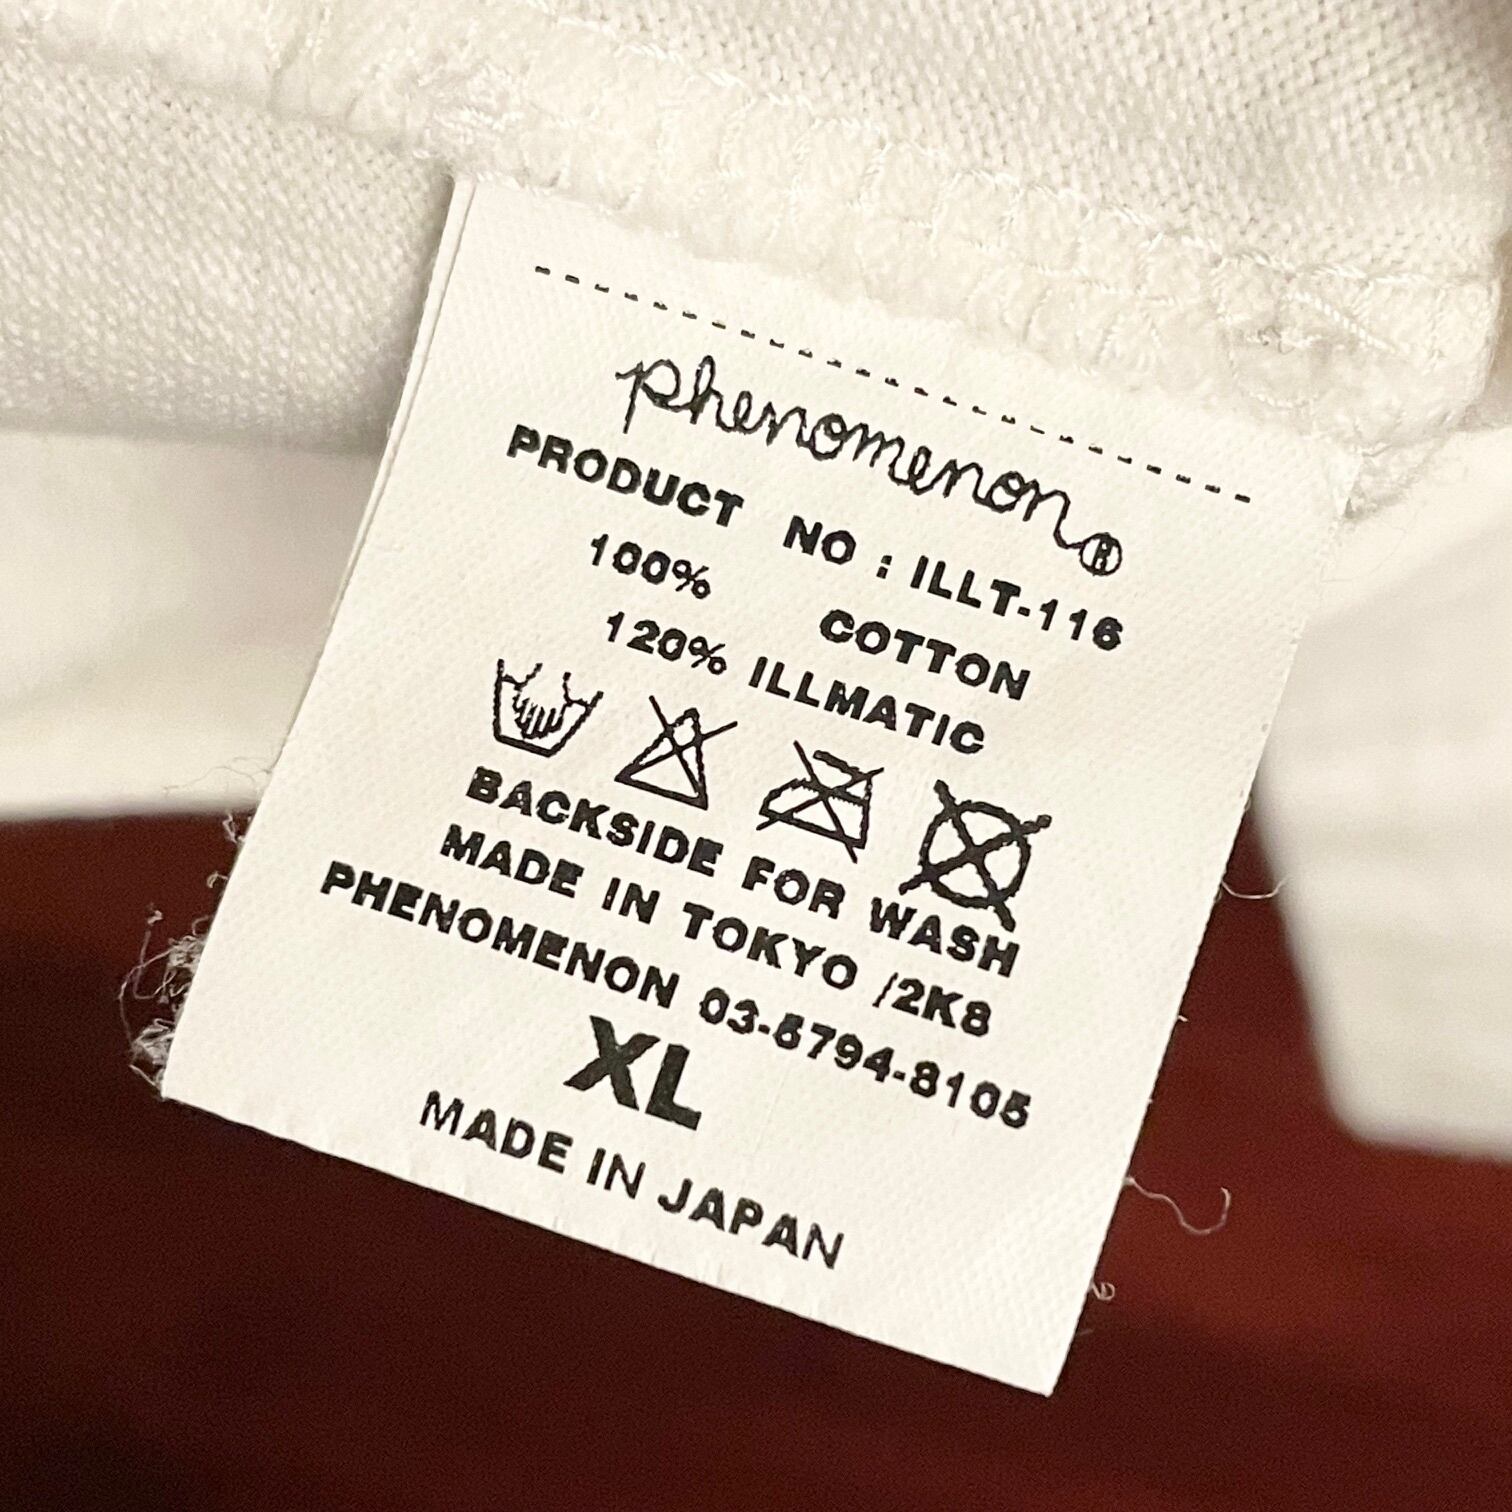 phenomenon®
PRODUCT NO : ILLT-116
100% COTTON
120% ILLMATIC
BACKSIDE FOR WASH
MADE IN TOKYO /2K8
PHENOMENON 03-5794-8105
XL
MADE IN JAPAN